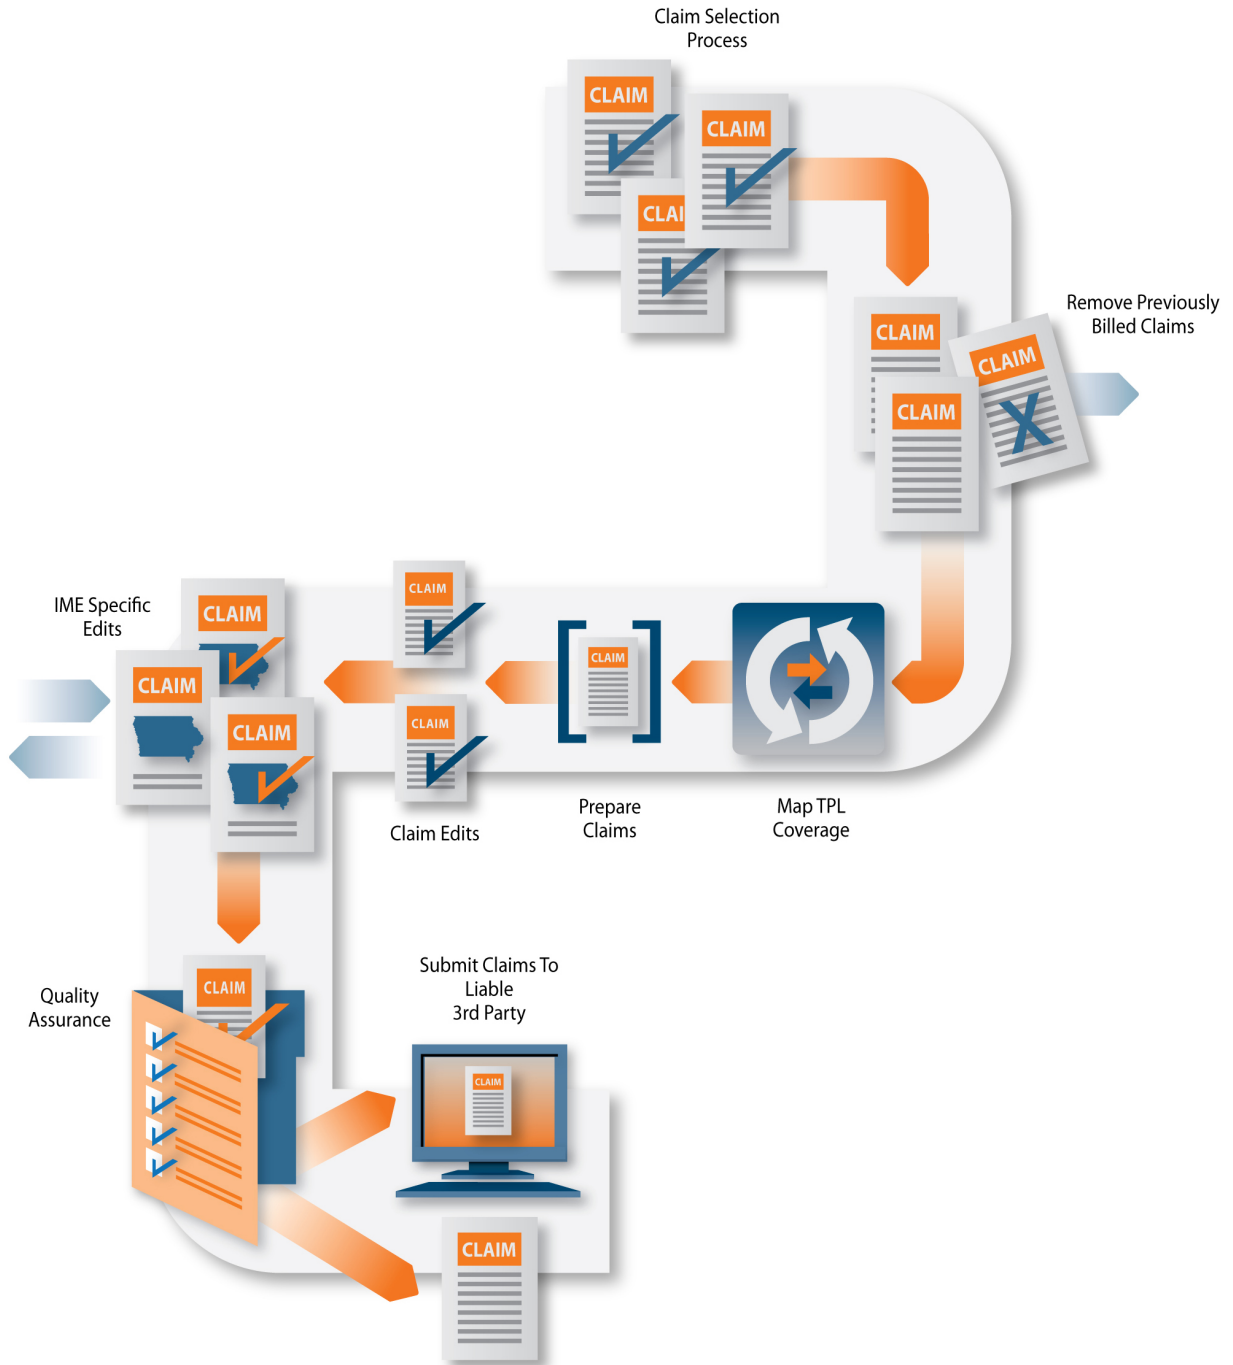 Claim Selection
Process
CLAIM
CLAIM
CLAI
Remove Previously
Billed Claims
CLAIM
CLAIM
CLAIM
IME Specific
Edits
CLAIM
CLAIM
CLAIM
CLAIM
CLAIM
Claim Edits
CLAIM
Prepare
Claims
Map TPL
Coverage
Quality
Assurance
CLAIM
Submit Claims To
Liable
3rd Party
CLAIM
CLAIM